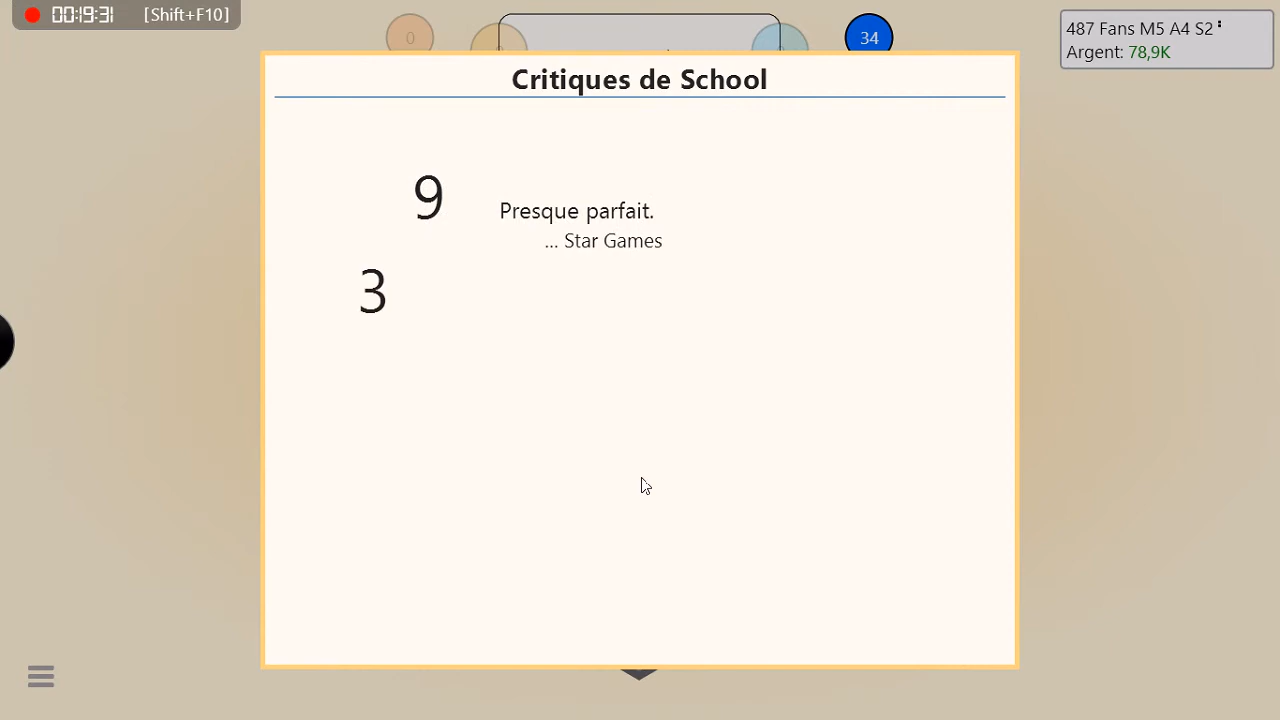 00:19:31 [Shift+F10]
0
34
487 Fans M5 A4 S2
Argent: 78,9K
Critiques de School
9
Presque parfait.
... Star Games
3